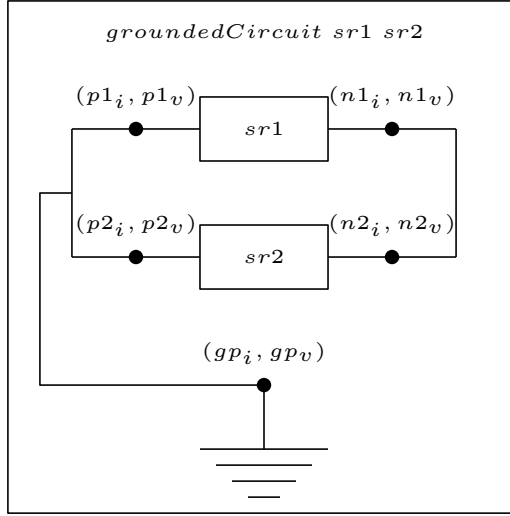 groundedCircuit sr1 sr2
(p1_i, p1_v) (n1_i, n1_v)
sr1
(p2_i, p2_v) (n2_i, n2_v)
sr2
(gp_i, gp_v)